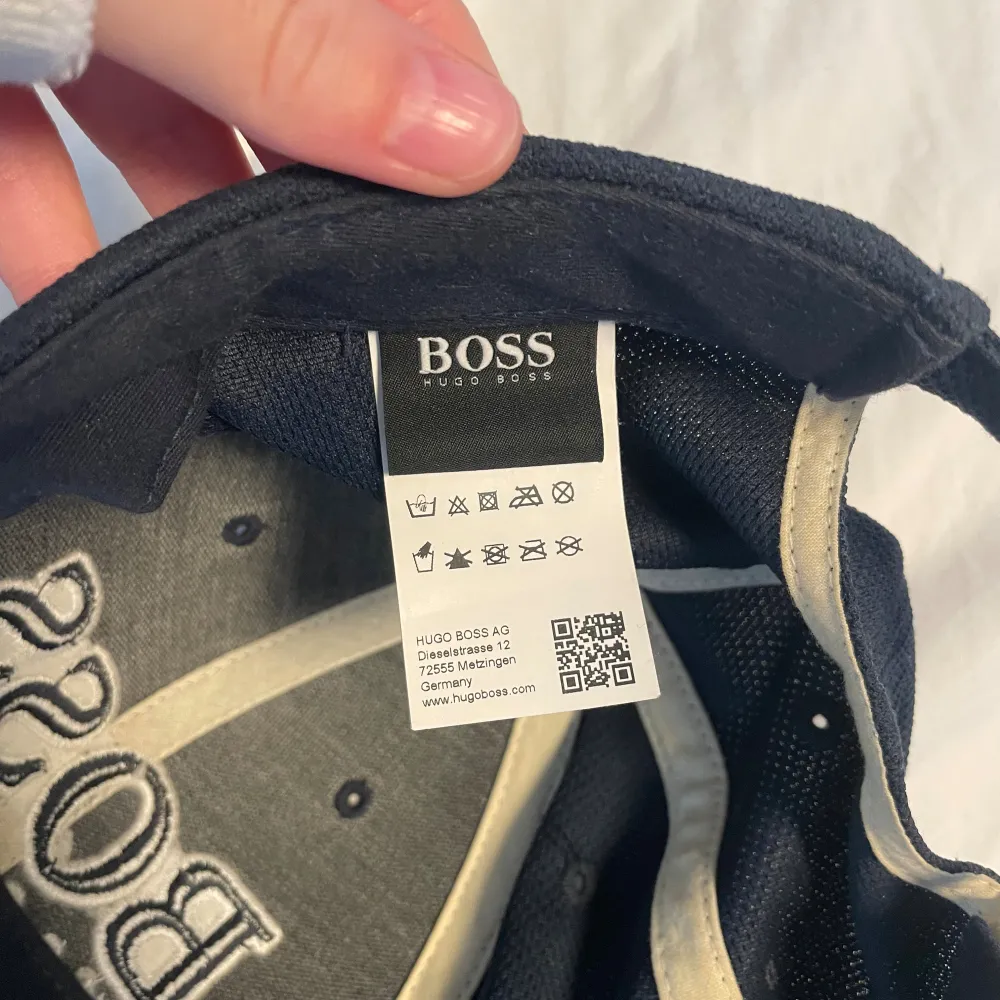 BOSS
HUGO BOSS
HUGO BOSS AG
Dieselstrasse 12
72555 Metzingen
Germany
www.hugoboss.com
BOSS